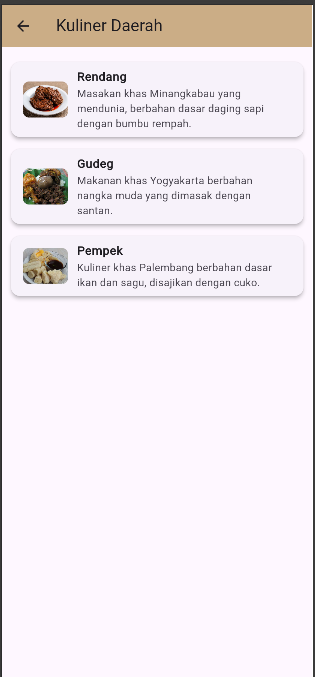 Kuliner Daerah
Rendang
Masakan khas Minangkabau yang
mendunia, berbahan dasar daging sapi
dengan bumbu rempah.
Gudeg
Makanan khas Yogyakarta berbahan
nangka muda yang dimasak dengan
santan.
Pempek
Kuliner khas Palembang berbahan dasar
ikan dan sagu, disajikan dengan cuko.